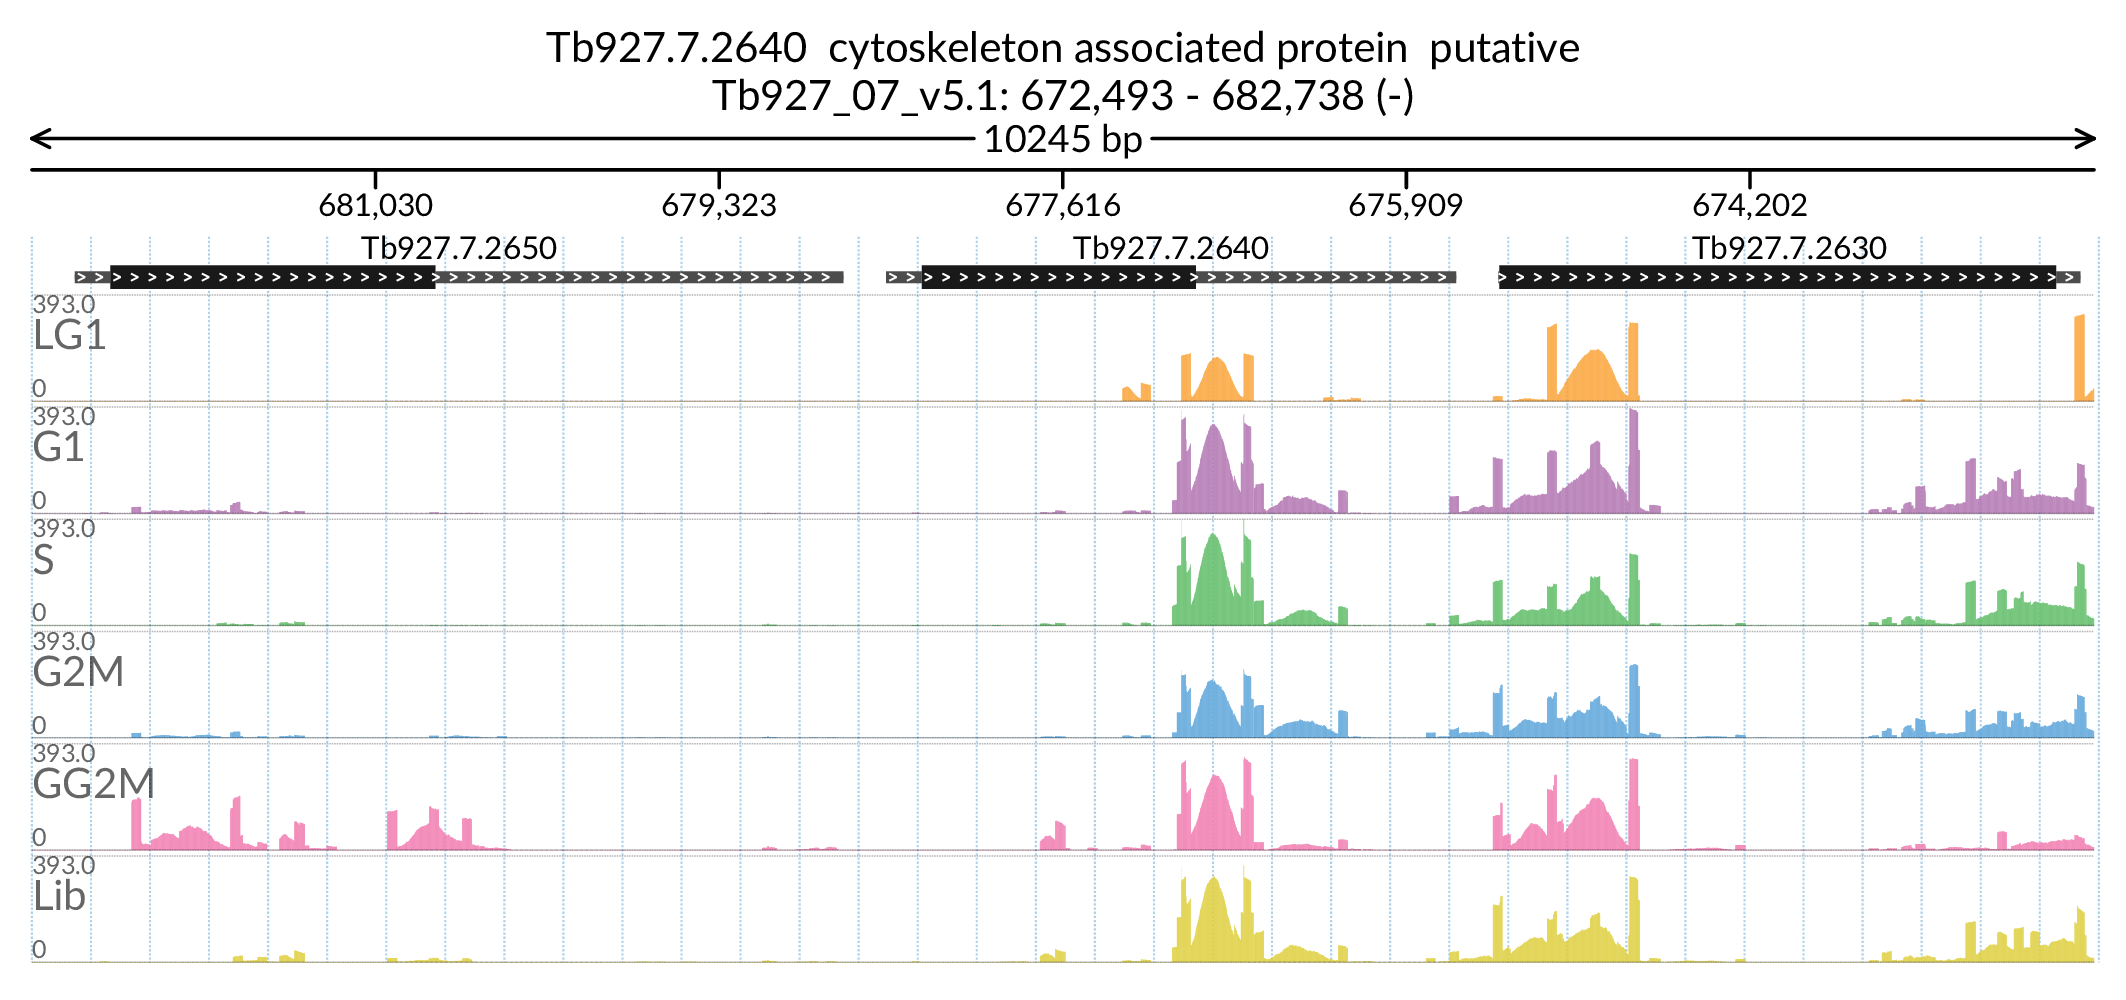 Tb927.7.2640 cytoskeleton associated protein putative
Tb927_07_v5.1: 672,493 - 682,738 (-)
10245 bp
681,030 679,323 677,616 675,909 674,202
Tb927.7.2650 Tb927.7.2640 Tb927.7.2630
393.0
LG1
0
393.0
G1
0
393.0
S
0
393.0
G2M
0
393.0
GG2M
0
393.0
Lib
0